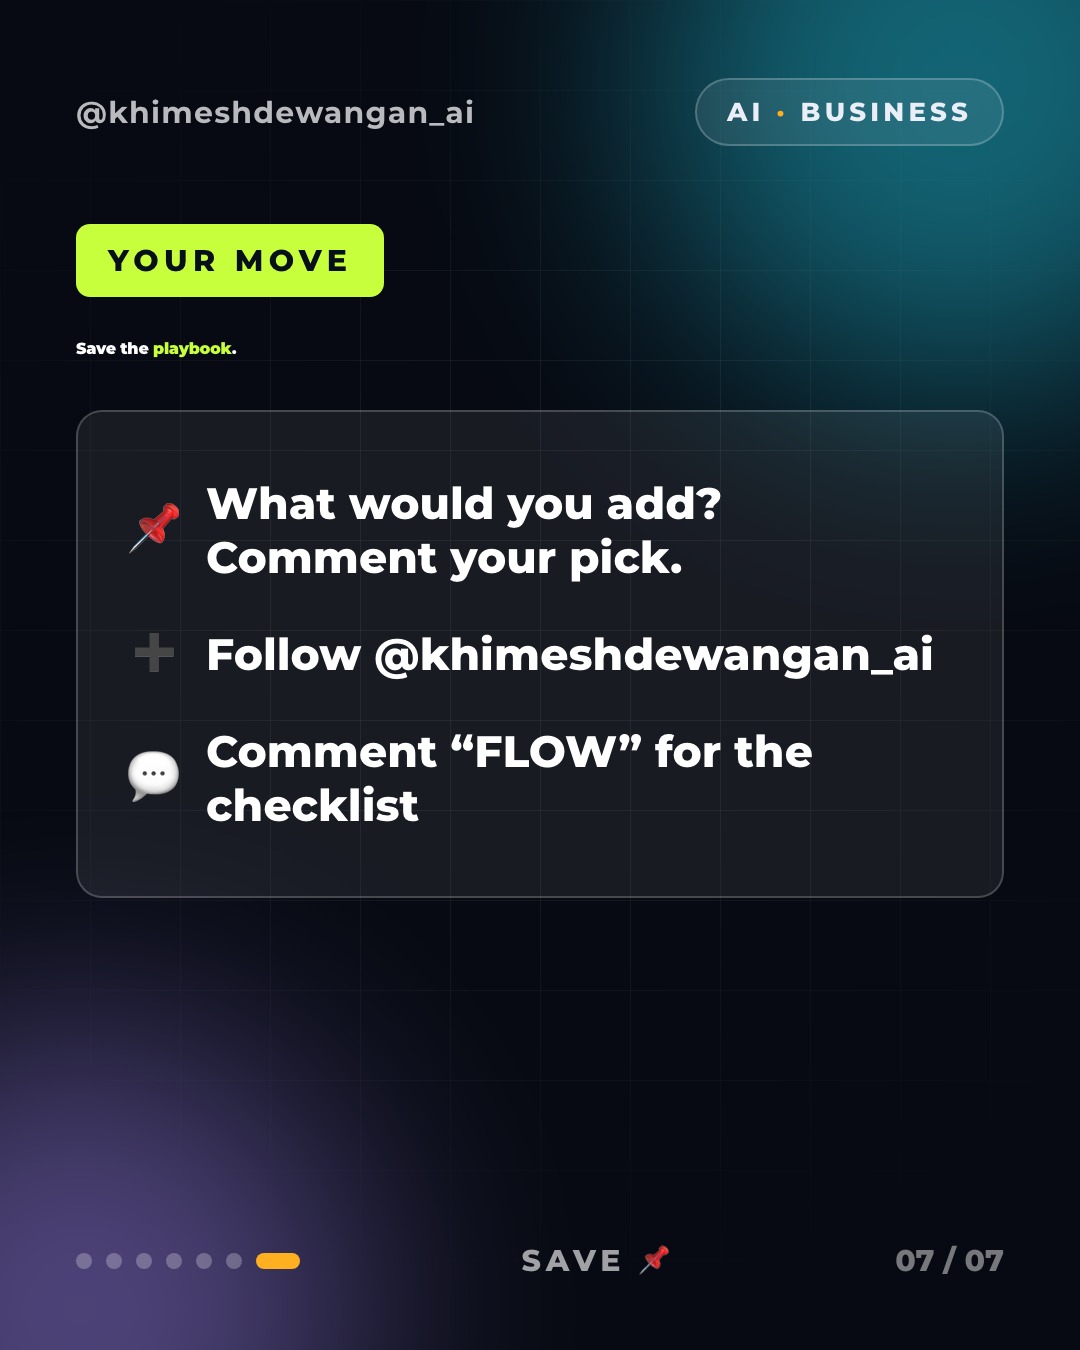 @khimeshdewangan_ai
AI · BUSINESS
YOUR MOVE
Save the playbook.
📌 What would you add?
Comment your pick.
➕ Follow @khimeshdewangan_ai
💬 Comment “FLOW” for the
checklist
SAVE 📌
07 / 07